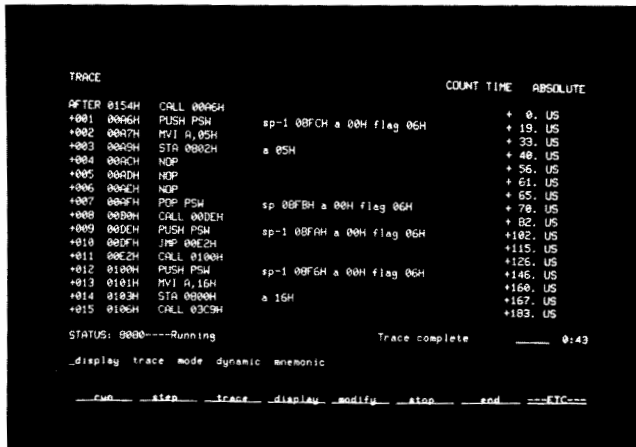 TRACE COUNT TIME ABSOLUTE
AFTER 0154H CALL 00A6H + 0. US
+001 00A6H PUSH PSW sp-1 08FCH a 00H flag 06H + 19. US
+002 00A7H MVI A,05H + 33. US
+003 00A9H STA 0802H a 05H + 40. US
+004 00ACH NOP + 56. US
+005 00ADH NOP + 61. US
+006 00AEH NOP + 65. US
+007 00AFH POP PSW sp 08FBH a 00H flag 06H + 70. US
+008 00B0H CALL 00DEH + 82. US
+009 00DEH PUSH PSW sp-1 08FAH a 00H flag 06H +102. US
+010 00DFH JMP 00E2H +115. US
+011 00E2H CALL 0100H +126. US
+012 0100H PUSH PSW sp-1 08F6H a 00H flag 06H +146. US
+013 0101H MVI A,16H +160. US
+014 0103H STA 0800H a 16H +167. US
+015 0106H CALL 03C9H +183. US
STATUS: 8080----Running Trace complete 0:43
_display trace mode dynamic mnemonic
run step trace display modify stop end ---ETC---